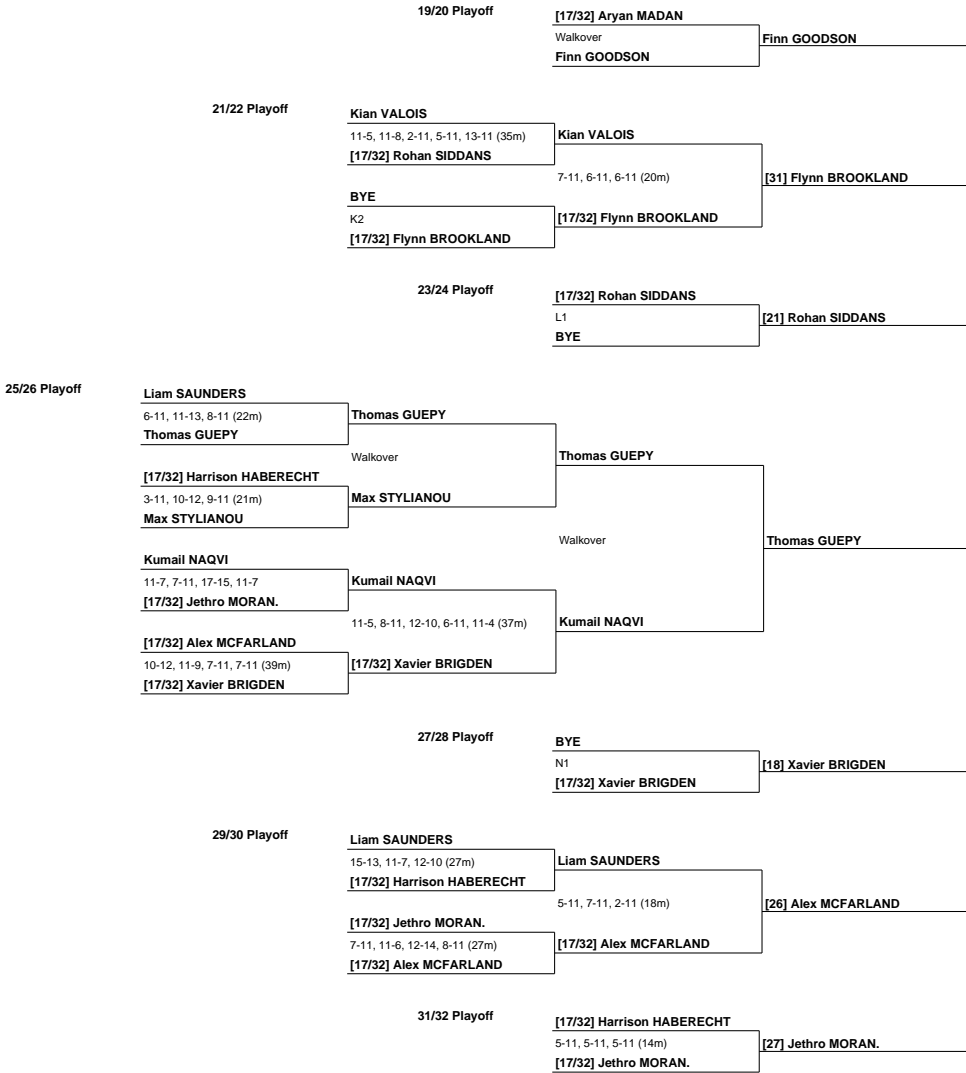 19/20 Playoff
[17/32] Aryan MADAN
Walkover
Finn GOODSON
Finn GOODSON
21/22 Playoff
Kian VALOIS
11-5, 11-8, 2-11, 5-11, 13-11 (35m)
Kian VALOIS
[17/32] Rohan SIDDANS
7-11, 6-11, 6-11 (20m)
[31] Flynn BROOKLAND
BYE
K2
[17/32] Flynn BROOKLAND
[17/32] Flynn BROOKLAND
23/24 Playoff
[17/32] Rohan SIDDANS
L1
[21] Rohan SIDDANS
BYE
25/26 Playoff
Liam SAUNDERS
6-11, 11-13, 8-11 (22m)
Thomas GUEPY
Thomas GUEPY
Walkover
Thomas GUEPY
[17/32] Harrison HABERECHT
3-11, 10-12, 9-11 (21m)
Max STYLIANOU
Max STYLIANOU
Walkover
Thomas GUEPY
Kumail NAQVI
11-7, 7-11, 17-15, 11-7
Kumail NAQVI
[17/32] Jethro MORAN.
11-5, 8-11, 12-10, 6-11, 11-4 (37m)
Kumail NAQVI
[17/32] Alex MCFARLAND
10-12, 11-9, 7-11, 7-11 (39m)
[17/32] Xavier BRIGDEN
[17/32] Xavier BRIGDEN
27/28 Playoff
BYE
N1
[18] Xavier BRIGDEN
[17/32] Xavier BRIGDEN
29/30 Playoff
Liam SAUNDERS
15-13, 11-7, 12-10 (27m)
Liam SAUNDERS
[17/32] Harrison HABERECHT
5-11, 7-11, 2-11 (18m)
[26] Alex MCFARLAND
[17/32] Jethro MORAN.
7-11, 11-6, 12-14, 8-11 (27m)
[17/32] Alex MCFARLAND
[17/32] Alex MCFARLAND
31/32 Playoff
[17/32] Harrison HABERECHT
5-11, 5-11, 5-11 (14m)
[27] Jethro MORAN.
[17/32] Jethro MORAN.